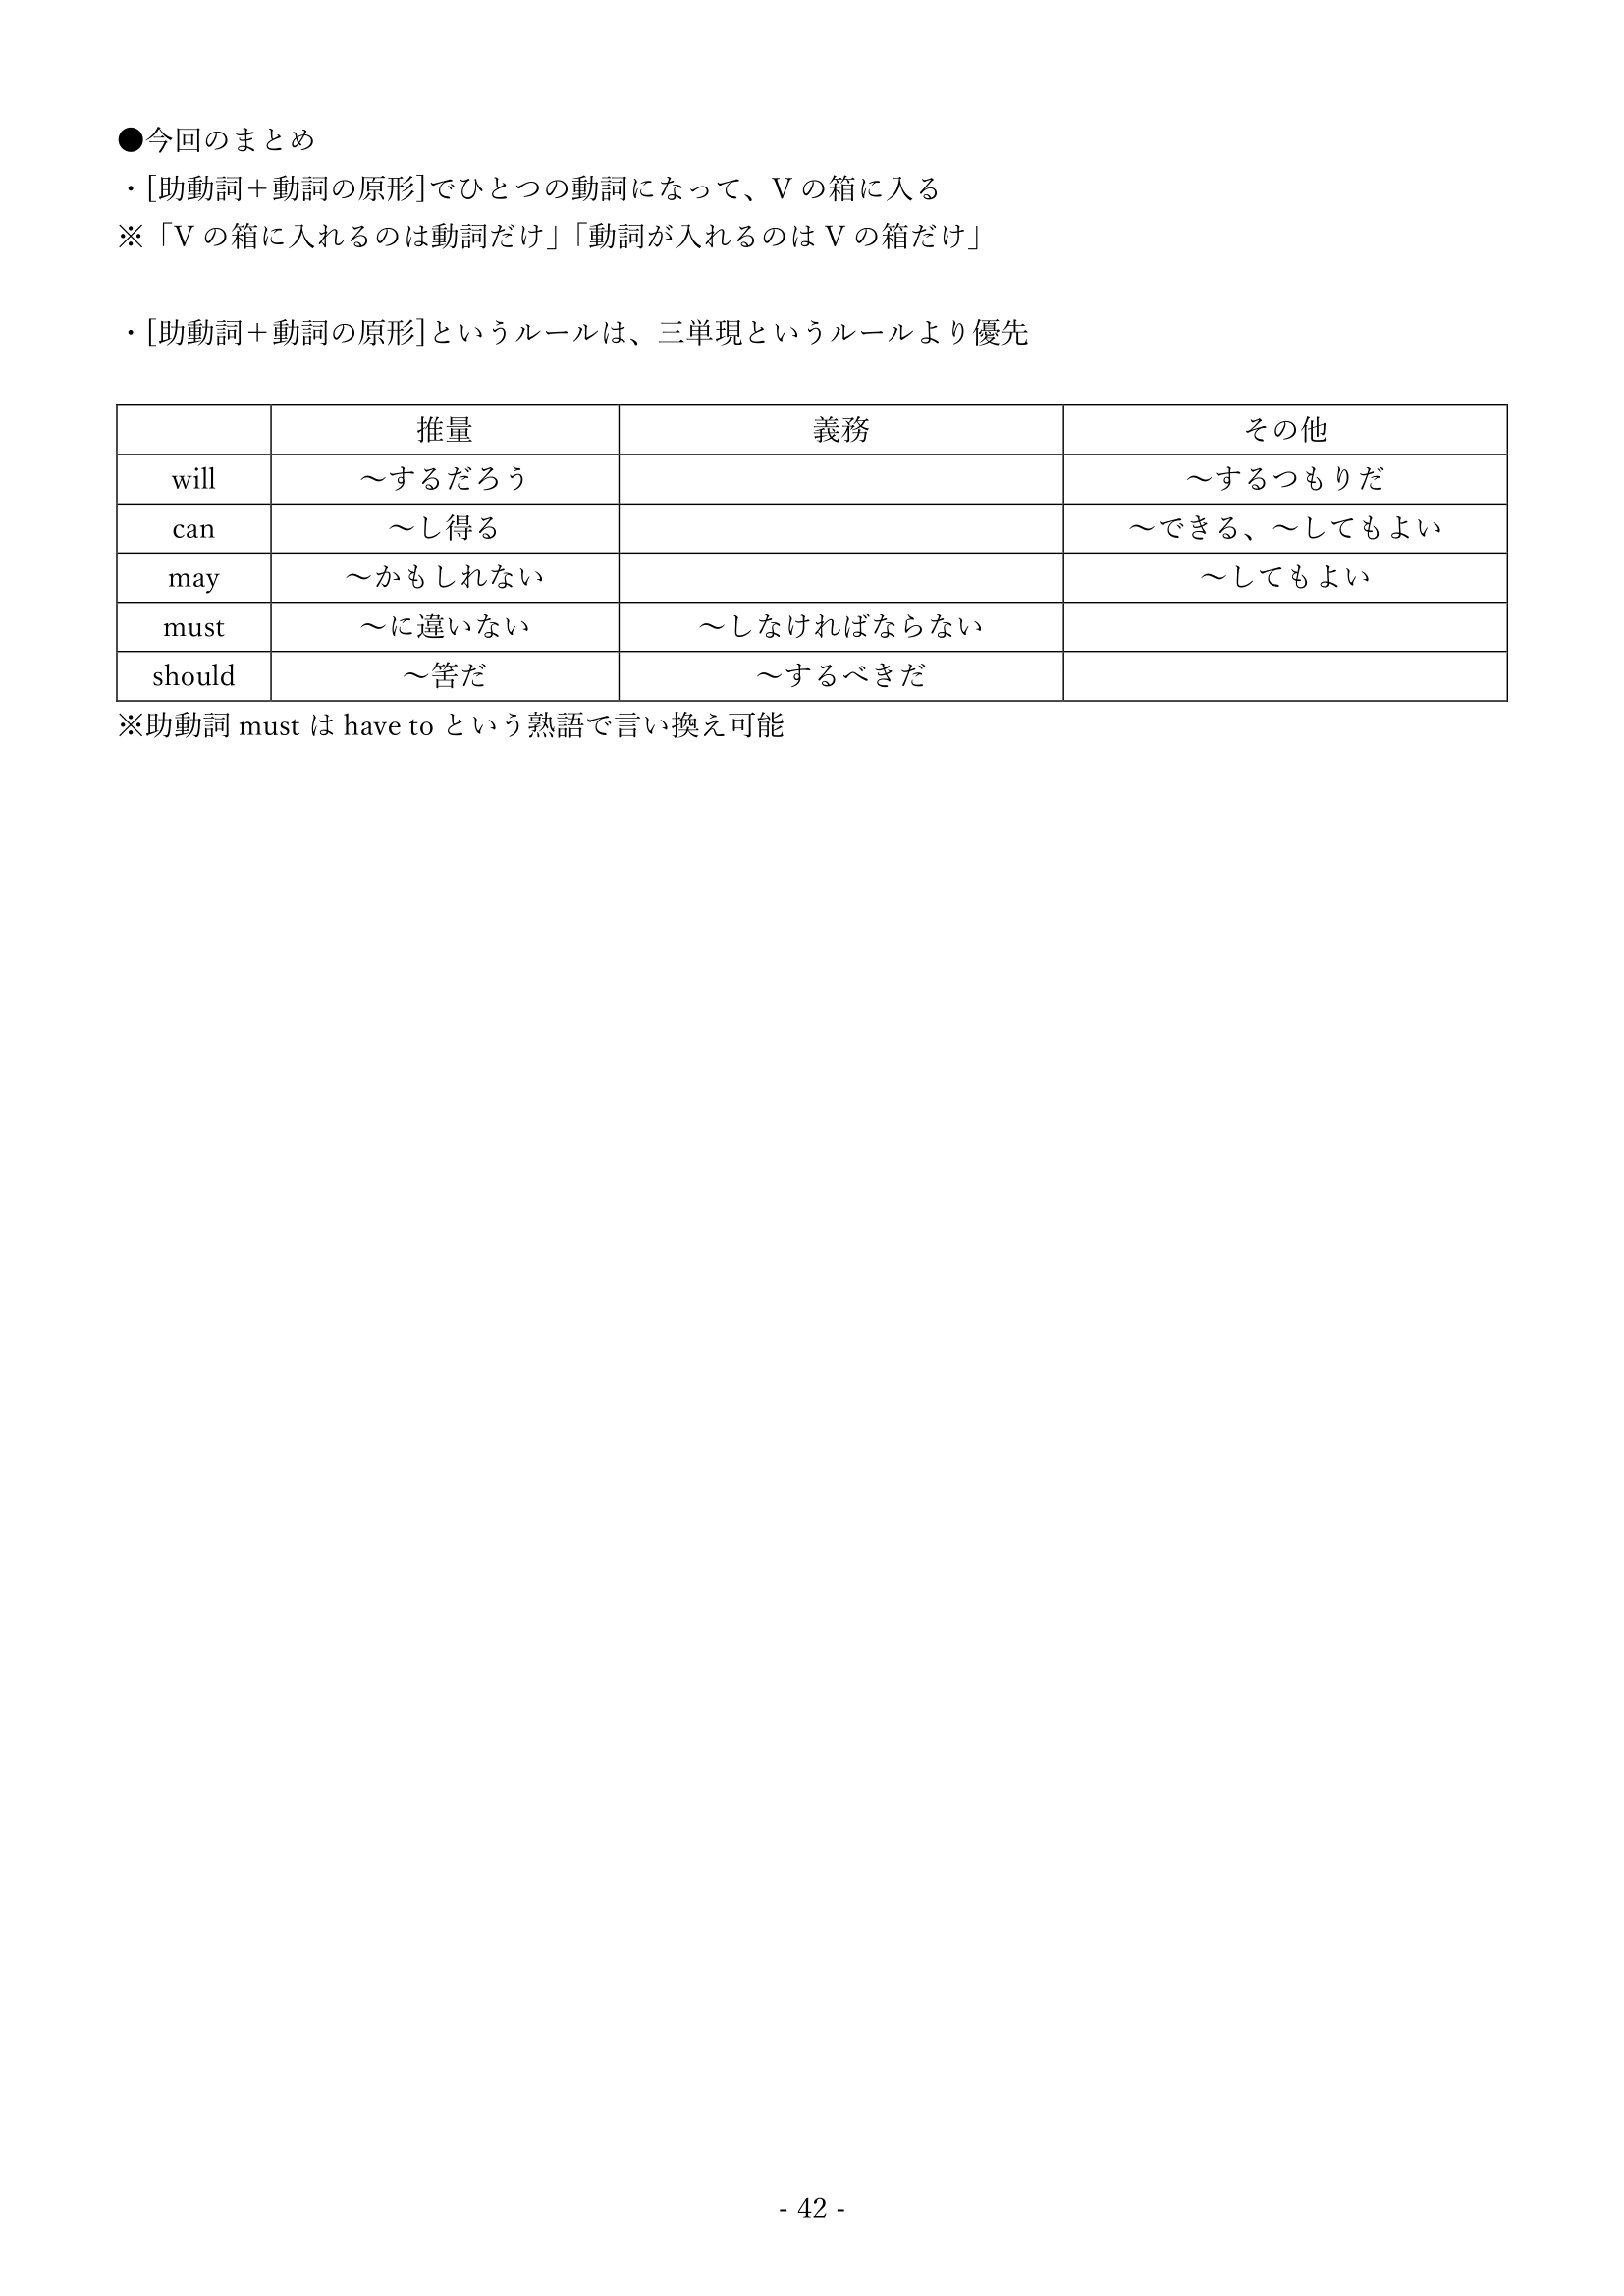 ●今回のまとめ
・[助動詞＋動詞の原形]でひとつの動詞になって、V の箱に入る
※「V の箱に入れるのは動詞だけ」「動詞が入れるのは V の箱だけ」
・[助動詞＋動詞の原形]というルールは、三単現というルールより優先
推量 義務 その他
will ～するだろう ～するつもりだ
can ～し得る ～できる、～してもよい
may ～かもしれない ～してもよい
must ～に違いない ～しなければならない
should ～筈だ ～するべきだ
※助動詞 must は have to という熟語で言い換え可能
- 42 -